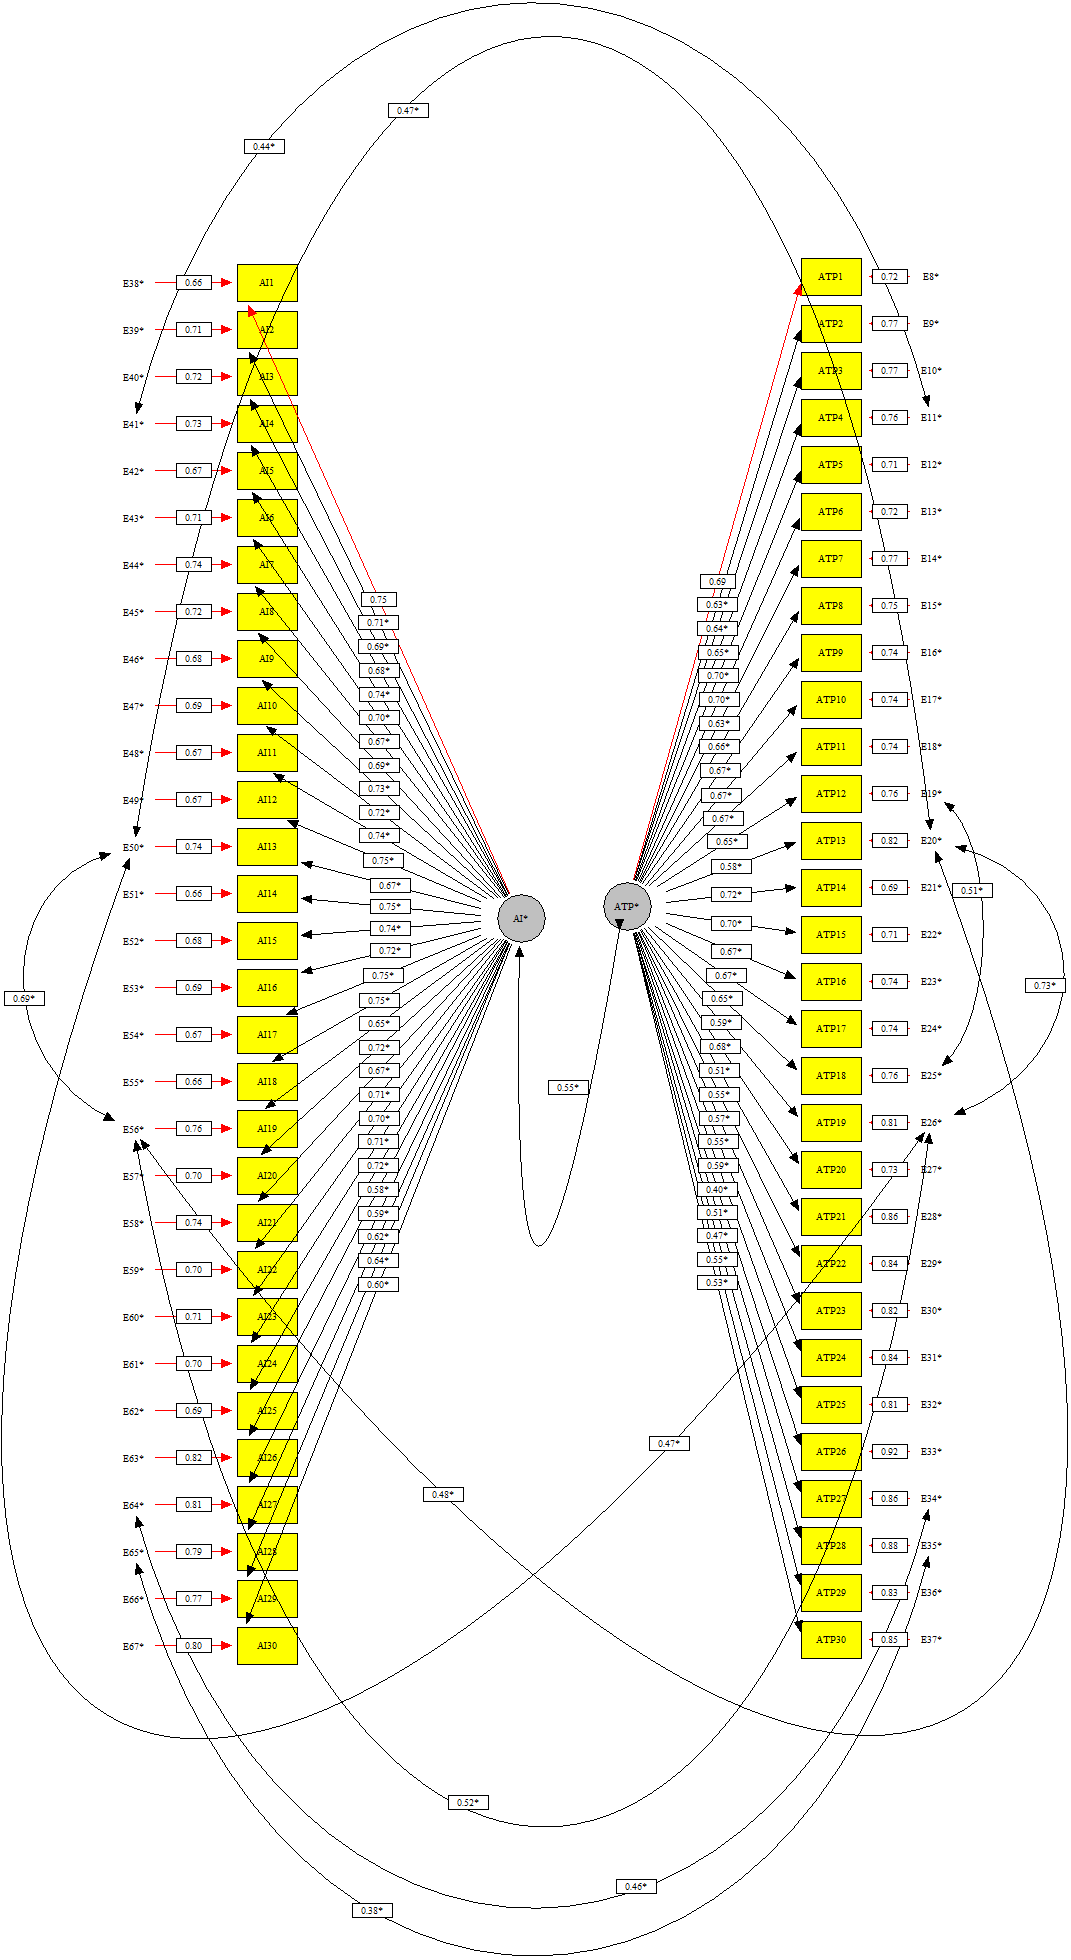 0.47*
0.44*
E38* 0.66 AI1 ATP1 0.72 E8*
E39* 0.71 AI2 ATP2 0.77 E9*
E40* 0.72 AI3 ATP3 0.77 E10*
E41* 0.73 AI4 ATP4 0.76 E11*
E42* 0.67 AI5 ATP5 0.71 E12*
E43* 0.71 AI6 ATP6 0.72 E13*
E44* 0.74 AI7 ATP7 0.77 E14*
E45* 0.72 AI8 ATP8 0.75 E15*
E46* 0.68 AI9 ATP9 0.74 E16*
E47* 0.69 AI10 ATP10 0.74 E17*
E48* 0.67 AI11 ATP11 0.74 E18*
E49* 0.67 AI12 ATP12 0.76 E19*
E50* 0.74 AI13 ATP13 0.82 E20*
E51* 0.66 AI14 ATP14 0.69 E21*
E52* 0.68 AI15 ATP15 0.71 E22*
E53* 0.69 AI16 ATP16 0.74 E23*
E54* 0.67 AI17 ATP17 0.74 E24*
E55* 0.66 AI18 ATP18 0.76 E25*
E56* 0.76 AI19 ATP19 0.81 E26*
E57* 0.70 AI20 ATP20 0.73 E27*
E58* 0.74 AI21 ATP21 0.86 E28*
E59* 0.70 AI22 ATP22 0.84 E29*
E60* 0.71 AI23 ATP23 0.82 E30*
E61* 0.70 AI24 ATP24 0.84 E31*
E62* 0.69 AI25 ATP25 0.81 E32*
E63* 0.82 AI26 ATP26 0.92 E33*
E64* 0.81 AI27 ATP27 0.86 E34*
E65* 0.79 AI28 ATP28 0.88 E35*
E66* 0.77 AI29 ATP29 0.83 E36*
E67* 0.80 AI30 ATP30 0.85 E37*
0.75 0.69
0.71* 0.63*
0.69* 0.64*
0.68* 0.65*
0.74* 0.70*
0.70* 0.70*
0.67* 0.63*
0.69* 0.66*
0.73* 0.67*
0.72* 0.67*
0.74* 0.67*
0.75* 0.65*
0.67* 0.58*
0.75* 0.72*
0.74* 0.70*
0.72* 0.67*
0.75* 0.67*
0.75* 0.65*
0.65* 0.59*
0.72* 0.68*
0.67* 0.51*
0.71* 0.55*
0.70* 0.57*
0.71* 0.55*
0.72* 0.59*
0.58* 0.40*
0.59* 0.51*
0.62* 0.47*
0.64* 0.55*
0.60* 0.53*
AI* ATP*
0.51*
0.69* 0.73*
0.55*
0.47*
0.48*
0.52*
0.46*
0.38*